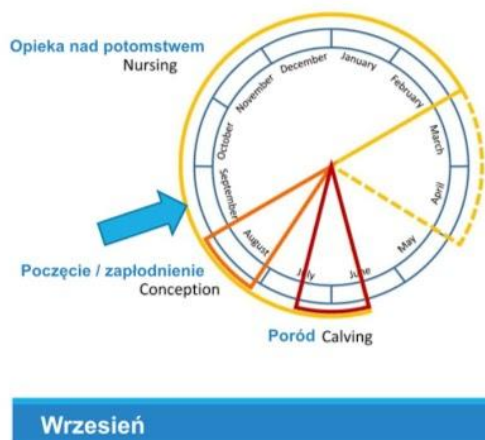 Opieka nad potomstwem
Nursing
January
February
March
April
May
June
July
August
September
October
November
December
Poczęcie / zapłodnienie
Conception
Poród Calving
Wrzesień